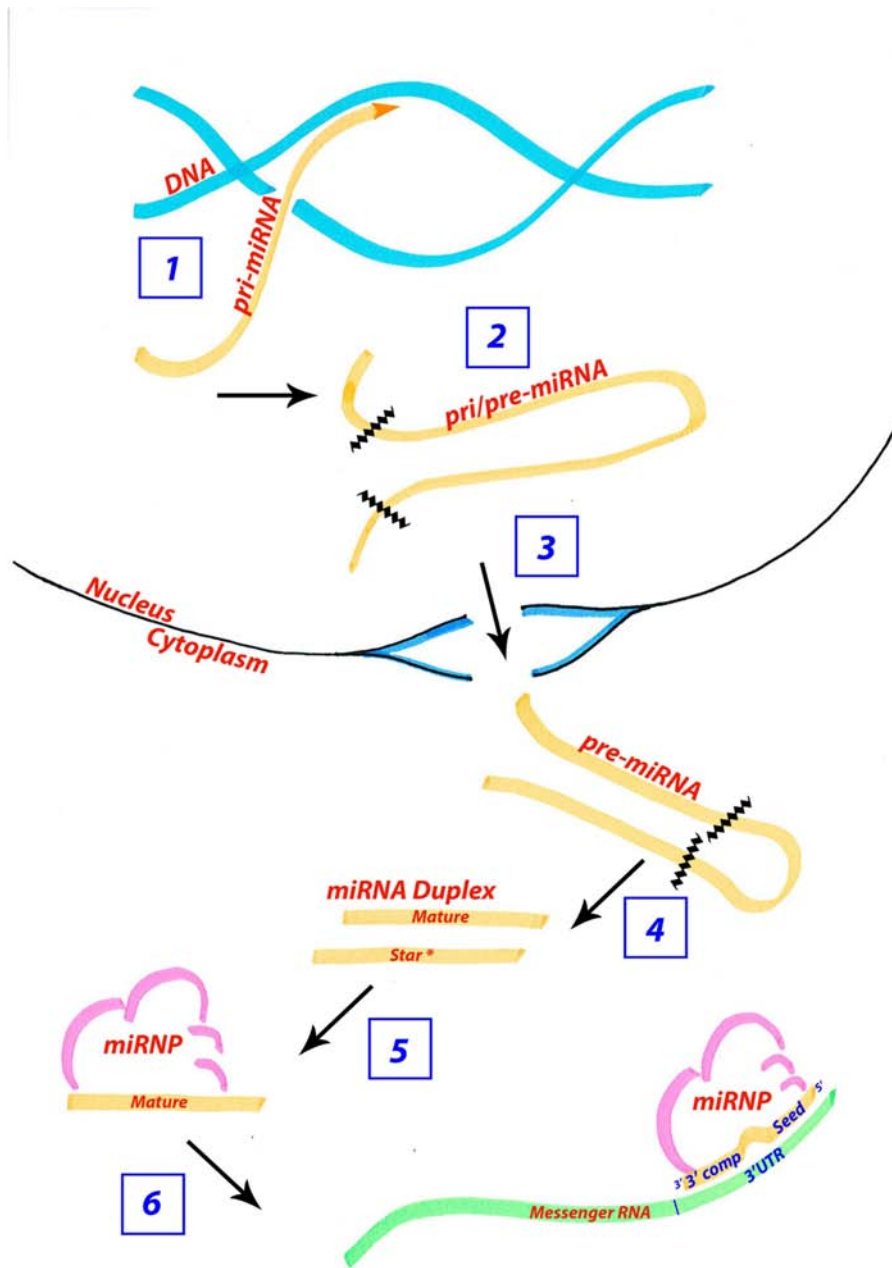 DNA
pri-miRNA
1
2
pri/pre-miRNA
3
Nucleus
Cytoplasm
pre-miRNA
4
miRNA Duplex
Mature
Star *
5
miRNP
Mature
6
miRNP
5'
Seed
3' 3' comp
3'UTR
Messenger RNA